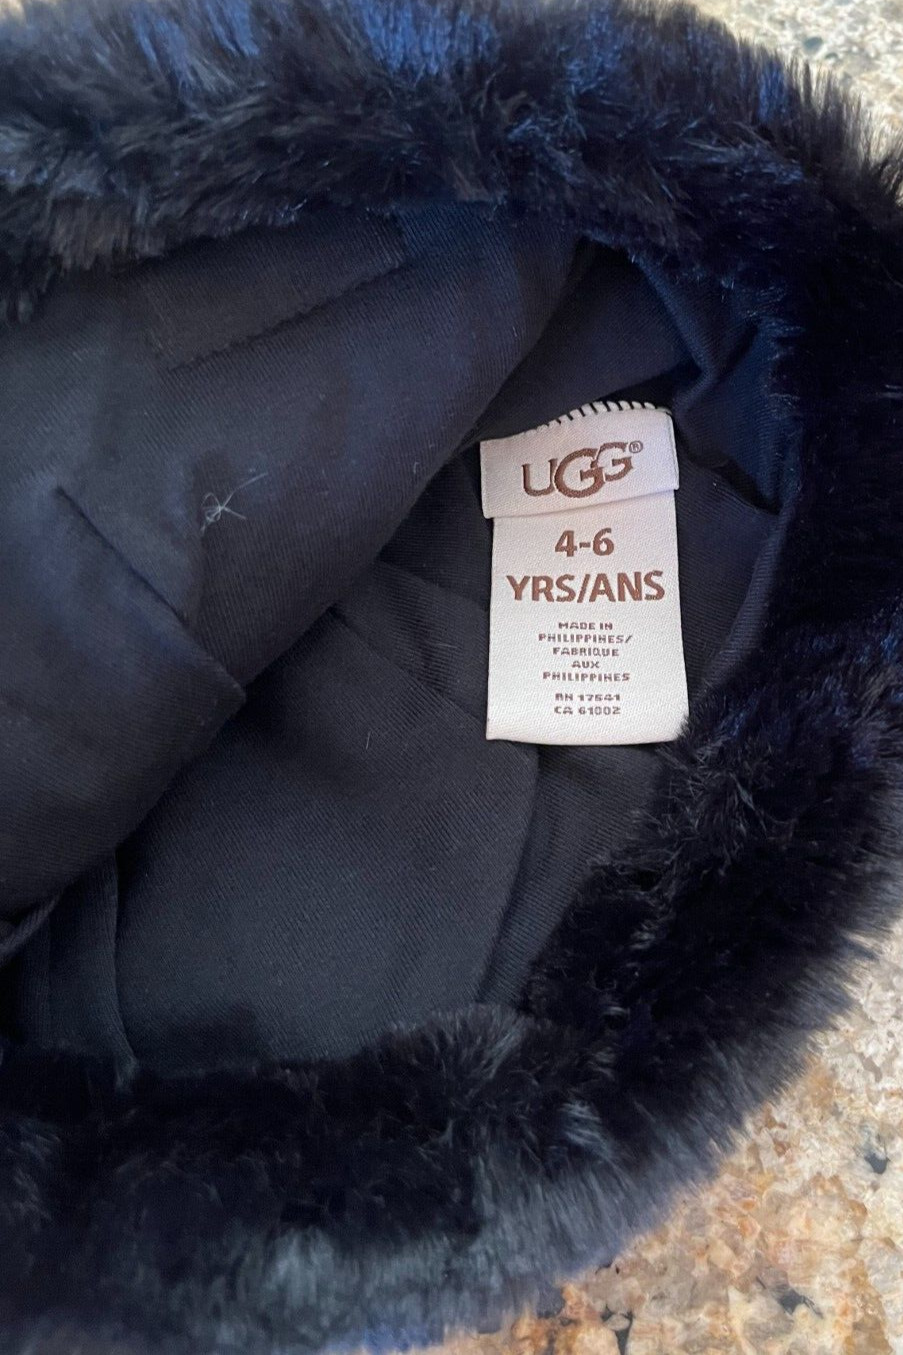 UGG®
4-6
YRS/ANS
MADE IN
PHILIPPINES/
FABRIQUE
AUX
PHILIPPINES
RN 17541
CA 61002